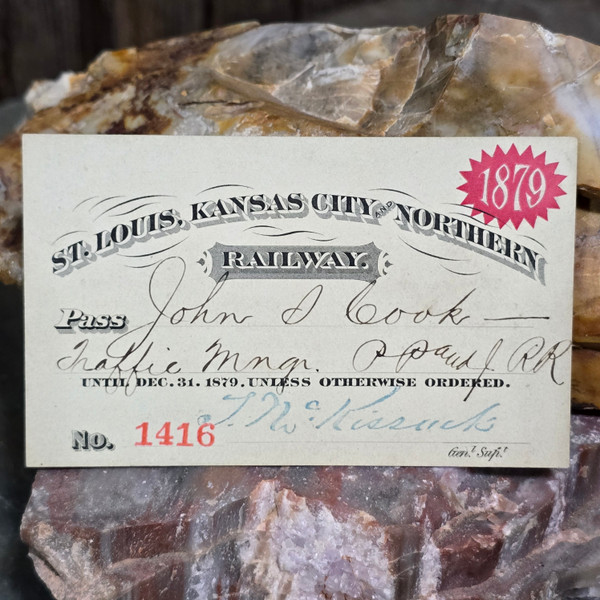 1879
ST. LOUIS, KANSAS CITY AND NORTHERN
RAILWAY.
Pass John S Cook —
Traffic Mngr. P P and J. RR
UNTIL DEC. 31. 1879. UNLESS OTHERWISE ORDERED.
T. McKissock
No. 1416
Gen.l Sup.t